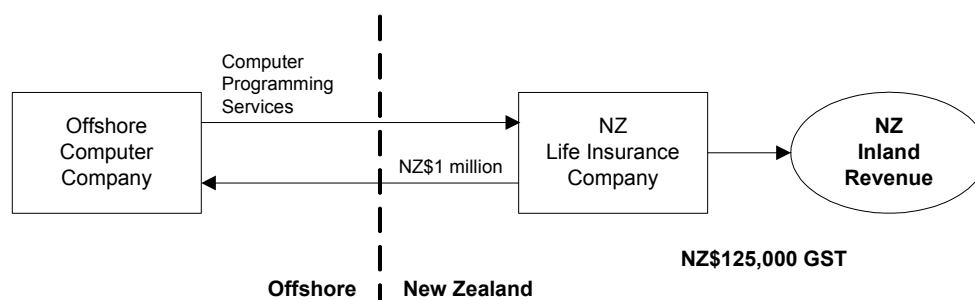 Computer
Programming
Services
Offshore
Computer
Company
NZ$1 million
NZ
Life Insurance
Company
NZ
Inland
Revenue
NZ$125,000 GST
Offshore
New Zealand